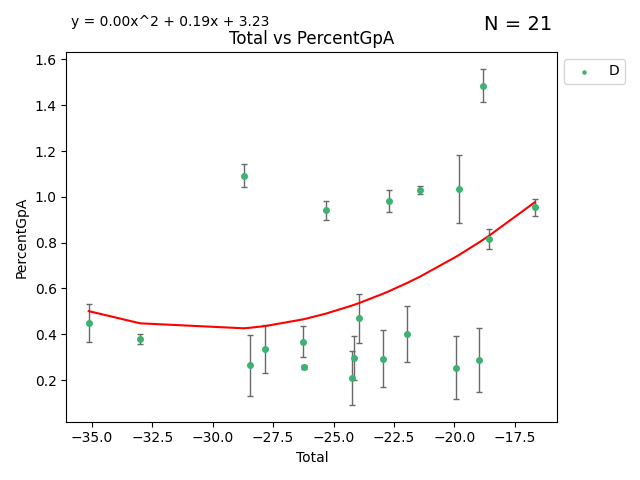 y = 0.00x^2 + 0.19x + 3.23
N = 21
Total vs PercentGpA
D
PercentGpA
1.6
1.4
1.2
1.0
0.8
0.6
0.4
0.2
−35.0 −32.5 −30.0 −27.5 −25.0 −22.5 −20.0 −17.5
Total